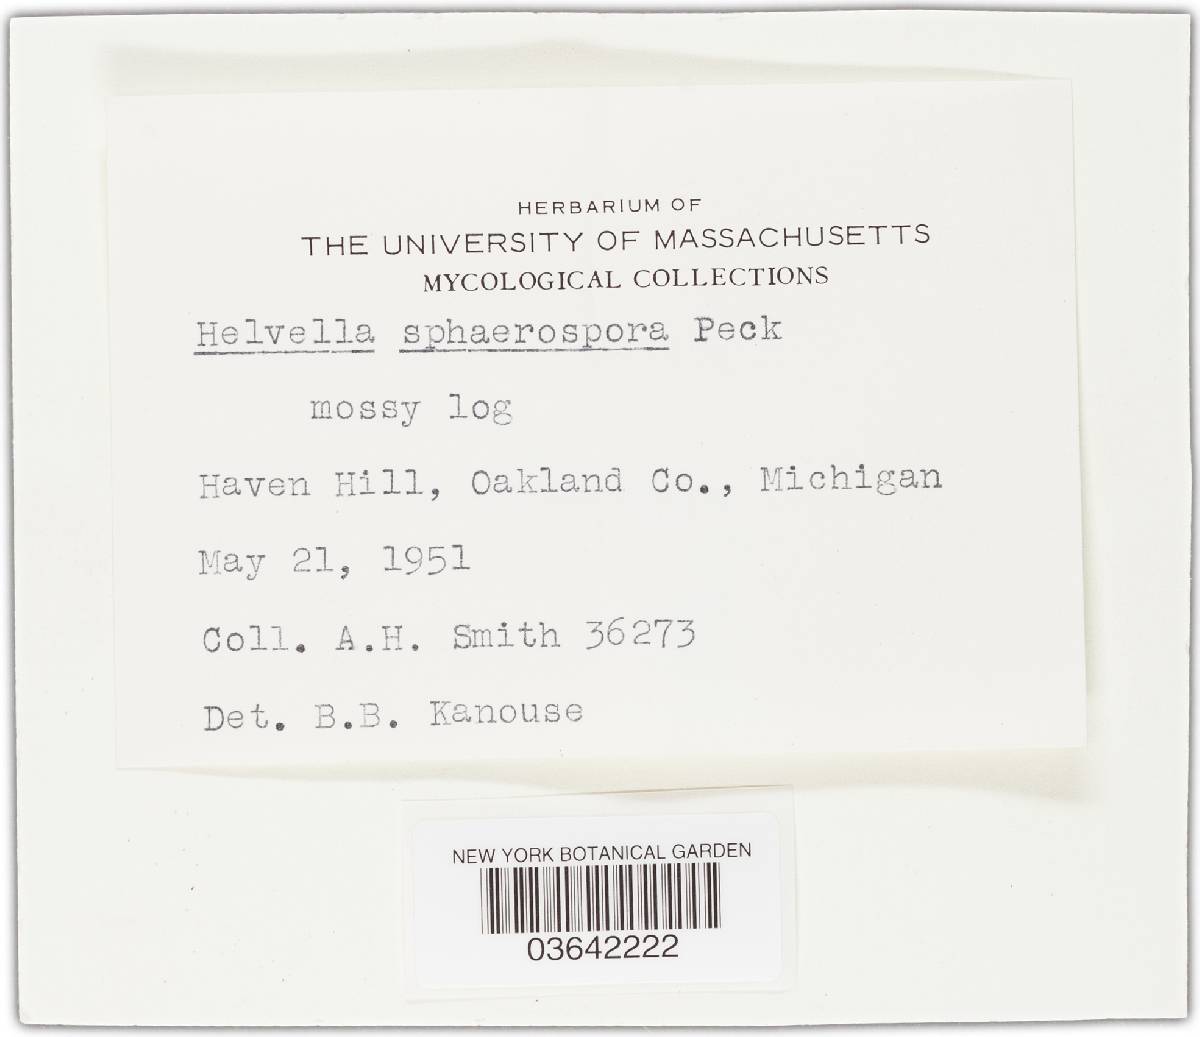 HERBARIUM OF
THE UNIVERSITY OF MASSACHUSETTS
MYCOLOGICAL COLLECTIONS
Helvella sphaerospora Peck
mossy log
Haven Hill, Oakland Co., Michigan
May 21, 1951
Coll. A.H. Smith 36273
Det. B.B. Kanouse
NEW YORK BOTANICAL GARDEN
03642222